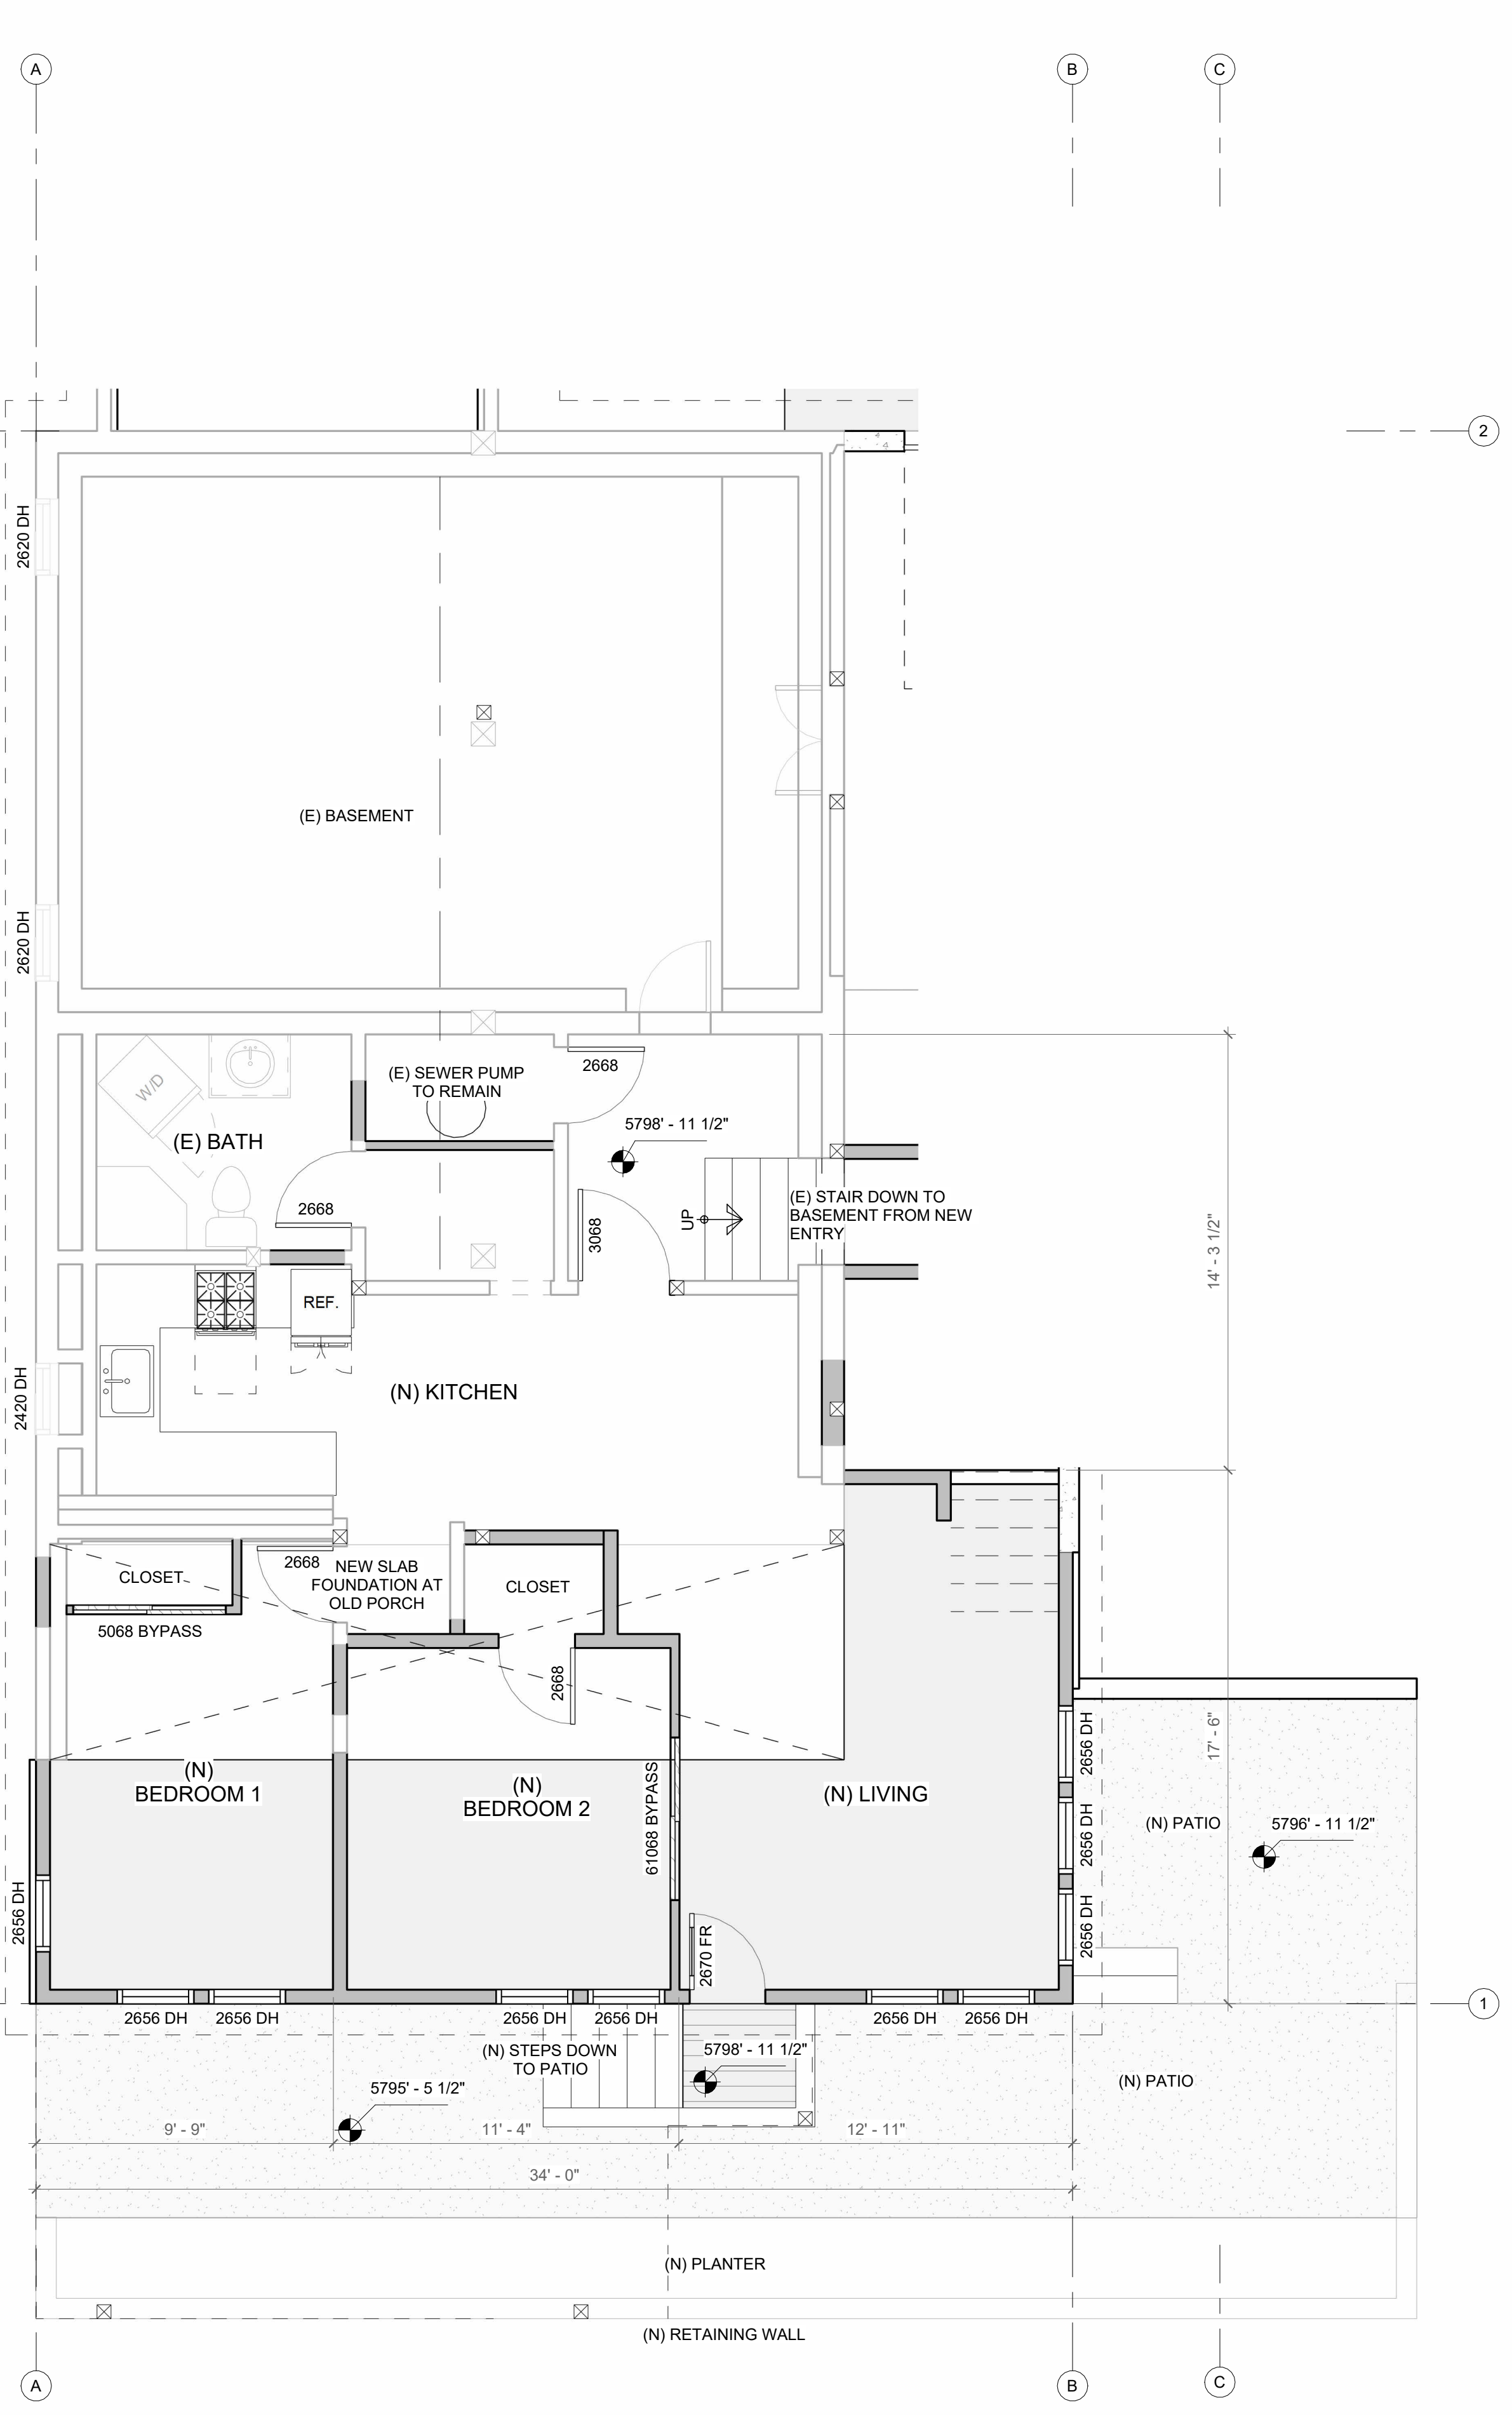 A
B
C
2
2620 DH
(E) BASEMENT
2620 DH
W/D
(E) SEWER PUMP
TO REMAIN
2668
(E) BATH
5798' - 11 1/2"
2668
3068
UP
(E) STAIR DOWN TO
BASEMENT FROM NEW
ENTRY
14' - 3 1/2"
REF.
2420 DH
(N) KITCHEN
CLOSET
2668
NEW SLAB
FOUNDATION AT
OLD PORCH
CLOSET
5068 BYPASS
2668
(N)
BEDROOM 1
(N)
BEDROOM 2
61068 BYPASS
(N) LIVING
2656 DH
2656 DH
2656 DH
17' - 6"
(N) PATIO
5796' - 11 1/2"
2656 DH
2670 FR
1
2656 DH
2656 DH
2656 DH
2656 DH
2656 DH
2656 DH
(N) STEPS DOWN
TO PATIO
5798' - 11 1/2"
5795' - 5 1/2"
(N) PATIO
9' - 9"
11' - 4"
12' - 11"
34' - 0"
(N) PLANTER
(N) RETAINING WALL
A
B
C